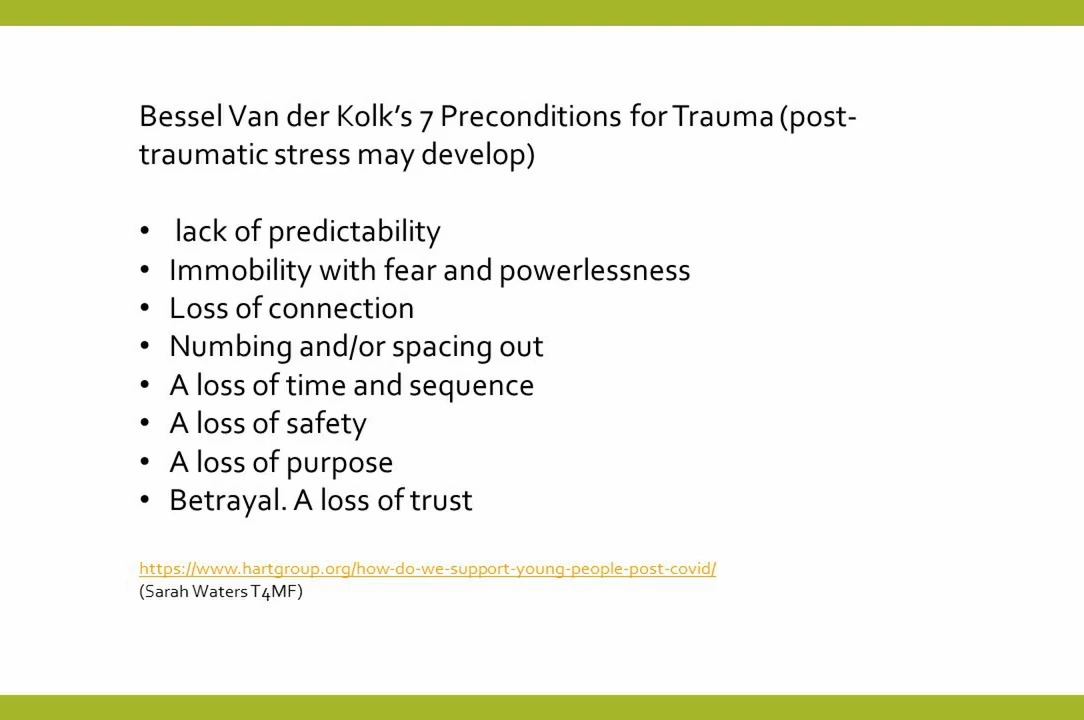 Bessel Van der Kolk's 7 Preconditions for Trauma (post-
traumatic stress may develop)
• lack of predictability
• Immobility with fear and powerlessness
• Loss of connection
• Numbing and/or spacing out
• A loss of time and sequence
• A loss of safety
• A loss of purpose
• Betrayal. A loss of trust
https://www.hartgroup.org/how-do-we-support-young-people-post-covid/
(Sarah Waters T4MF)